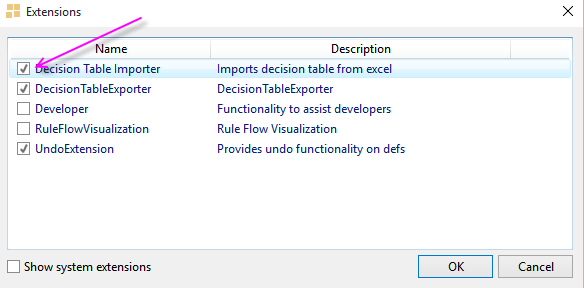 Extensions
Name Description
Decision Table Importer Imports decision table from excel
DecisionTableExporter DecisionTableExporter
Developer Functionality to assist developers
RuleFlowVisualization Rule Flow Visualization
UndoExtension Provides undo functionality on defs
Show system extensions OK Cancel